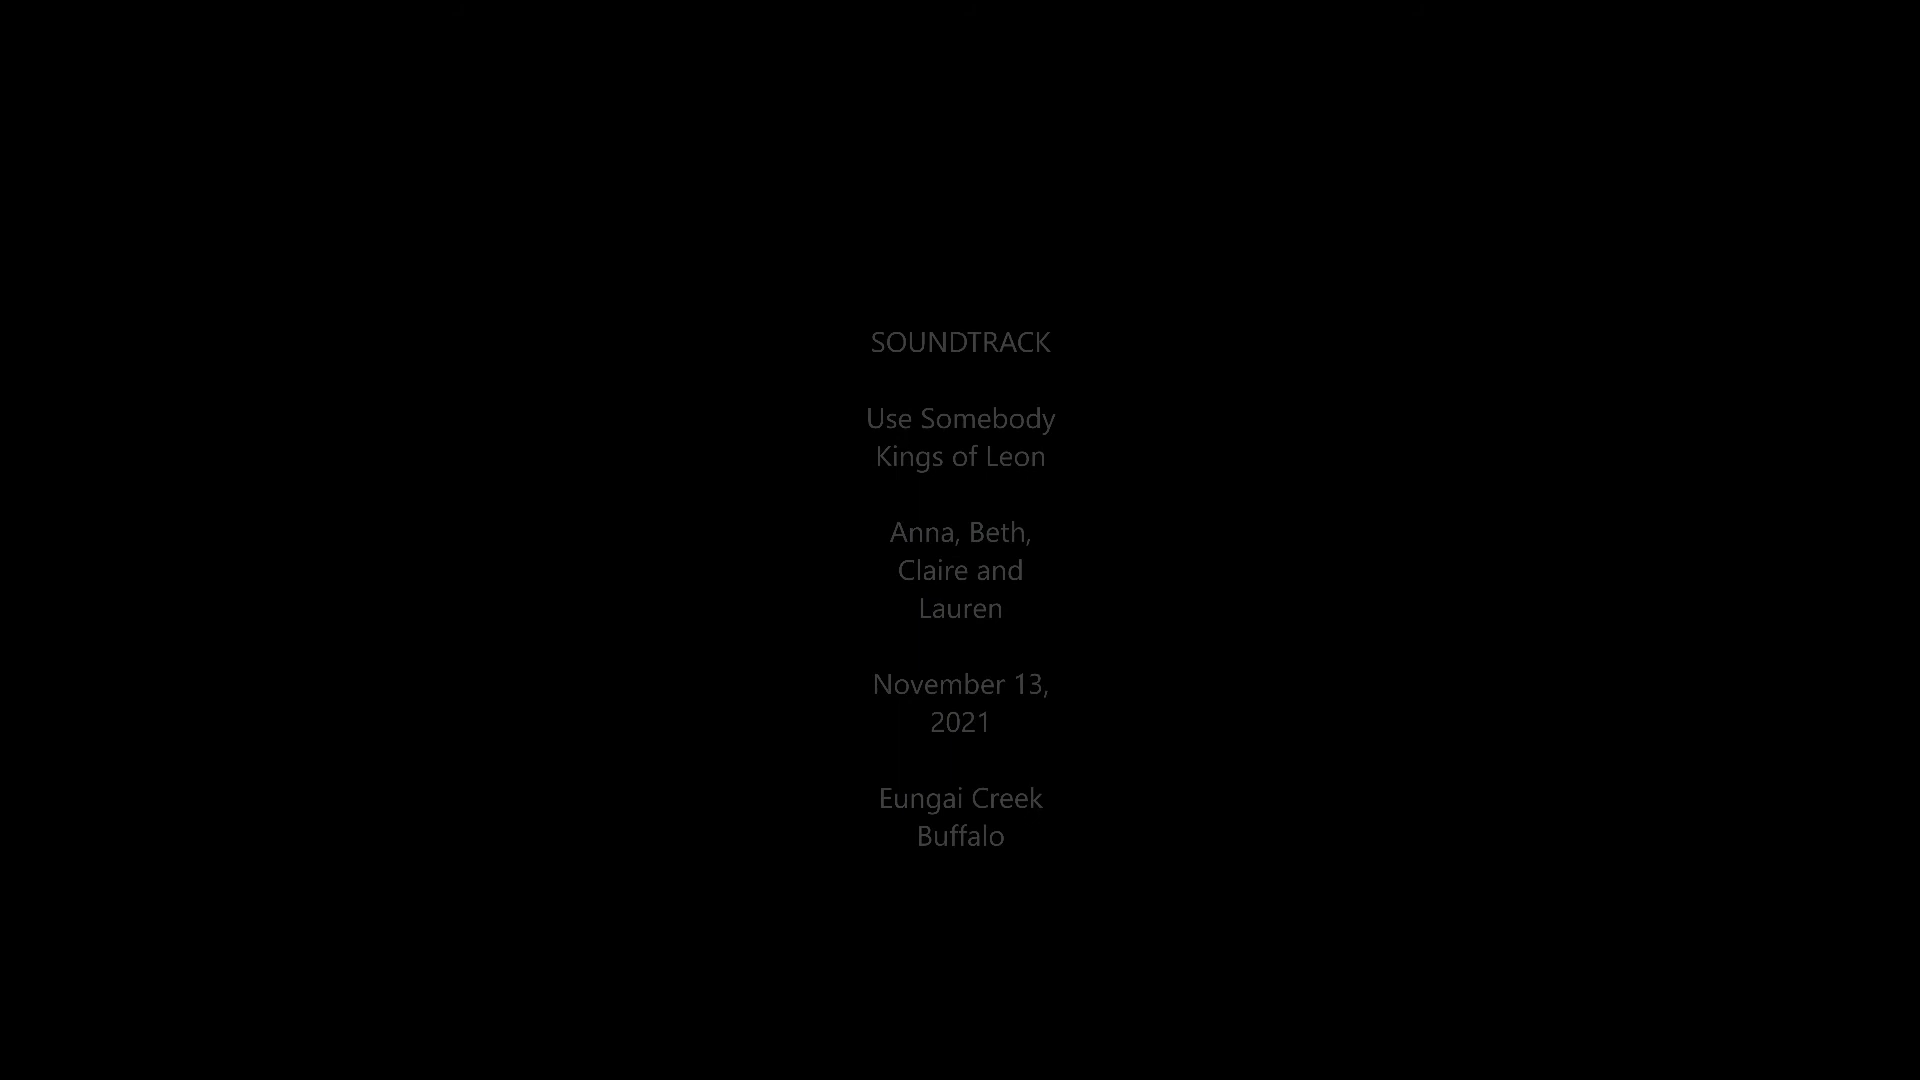 SOUNDTRACK
Use Somebody
Kings of Leon
Anna, Beth,
Claire and
Lauren
November 13,
2021
Eungai Creek
Buffalo